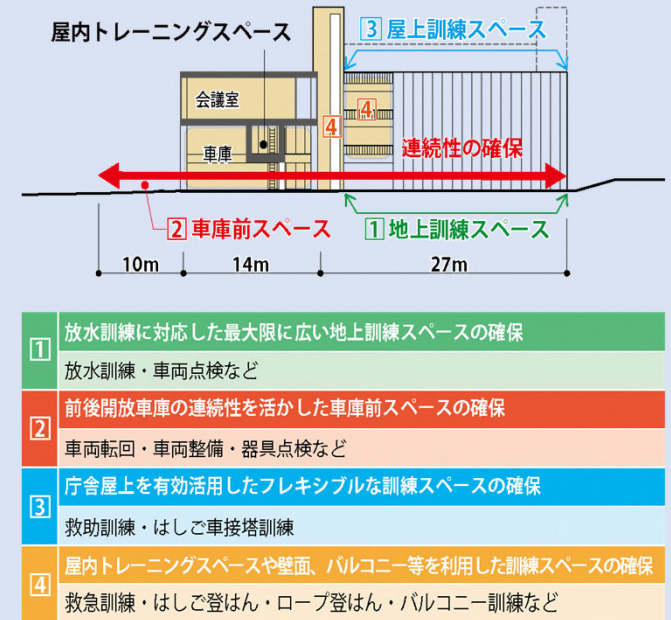 屋内トレーニングスペース
3 屋上訓練スペース
会議室
4
4
車庫
連続性の確保
2 車庫前スペース
1 地上訓練スペース
10m
14m
27m
1
放水訓練に対応した最大限に広い地上訓練スペースの確保
放水訓練・車両点検など
2
前後開放車庫の連続性を活かした車庫前スペースの確保
車両転回・車両整備・器具点検など
3
庁舎屋上を有効活用したフレキシブルな訓練スペースの確保
救助訓練・はしご車接塔訓練
4
屋内トレーニングスペースや壁面、バルコニー等を利用した訓練スペースの確保
救急訓練・はしご登はん・ロープ登はん・バルコニー訓練など